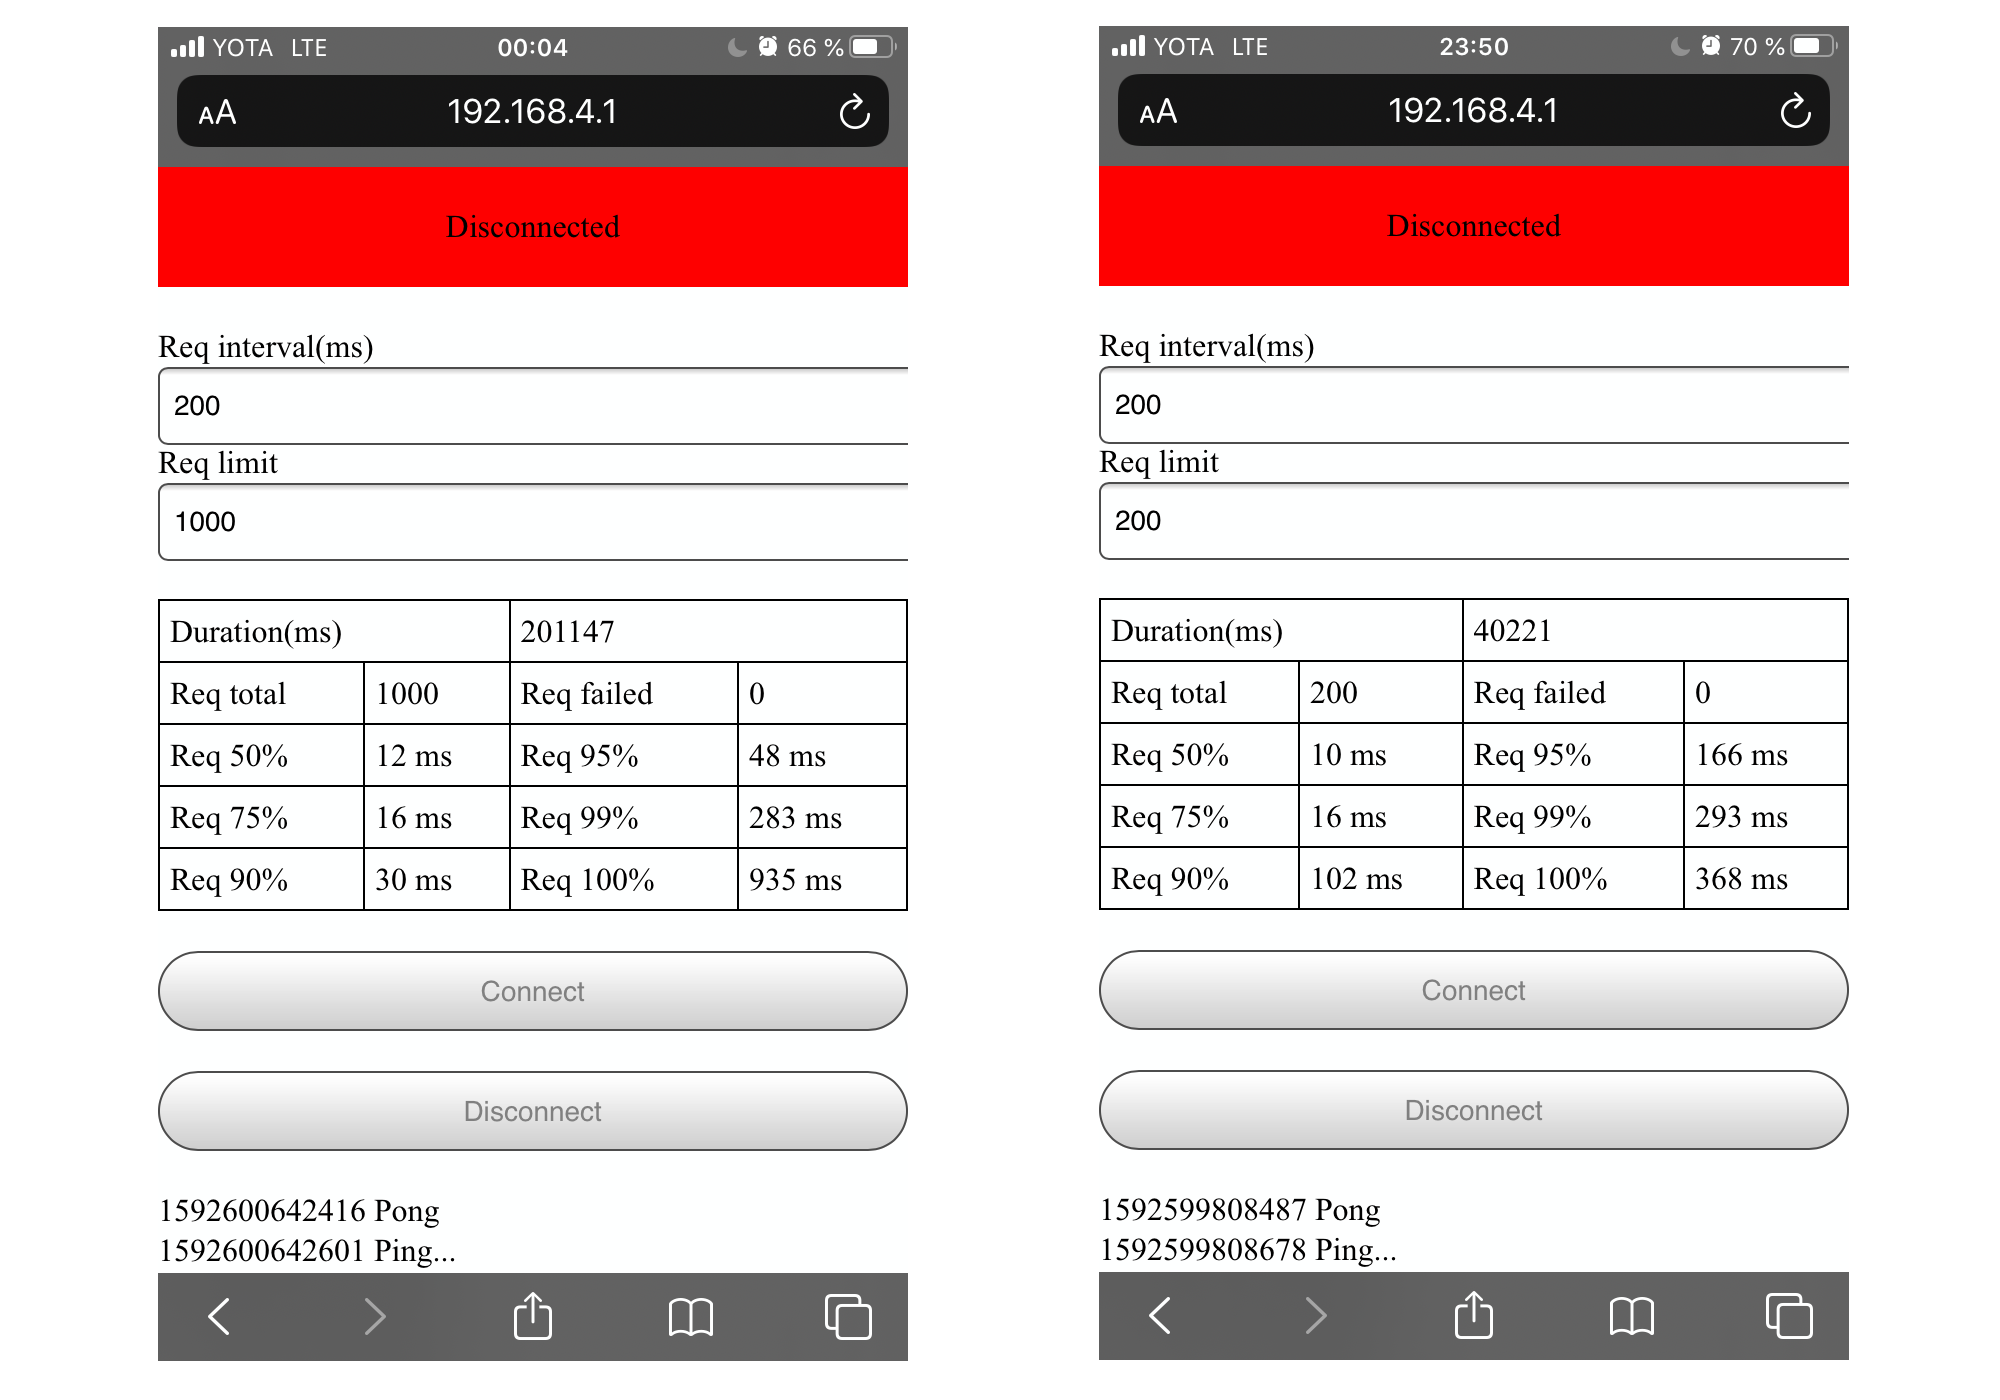 YOTA LTE 00:04 66 %
AA 192.168.4.1
Disconnected
Req interval(ms)
200
Req limit
1000
Duration(ms) 201147
Req total 1000 Req failed 0
Req 50% 12 ms Req 95% 48 ms
Req 75% 16 ms Req 99% 283 ms
Req 90% 30 ms Req 100% 935 ms
Connect
Disconnect
1592600642416 Pong
1592600642601 Ping...
YOTA LTE 23:50 70 %
AA 192.168.4.1
Disconnected
Req interval(ms)
200
Req limit
200
Duration(ms) 40221
Req total 200 Req failed 0
Req 50% 10 ms Req 95% 166 ms
Req 75% 16 ms Req 99% 293 ms
Req 90% 102 ms Req 100% 368 ms
Connect
Disconnect
1592599808487 Pong
1592599808678 Ping...